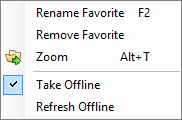 Rename Favorite F2
Remove Favorite
Zoom Alt+T
Take Offline
Refresh Offline